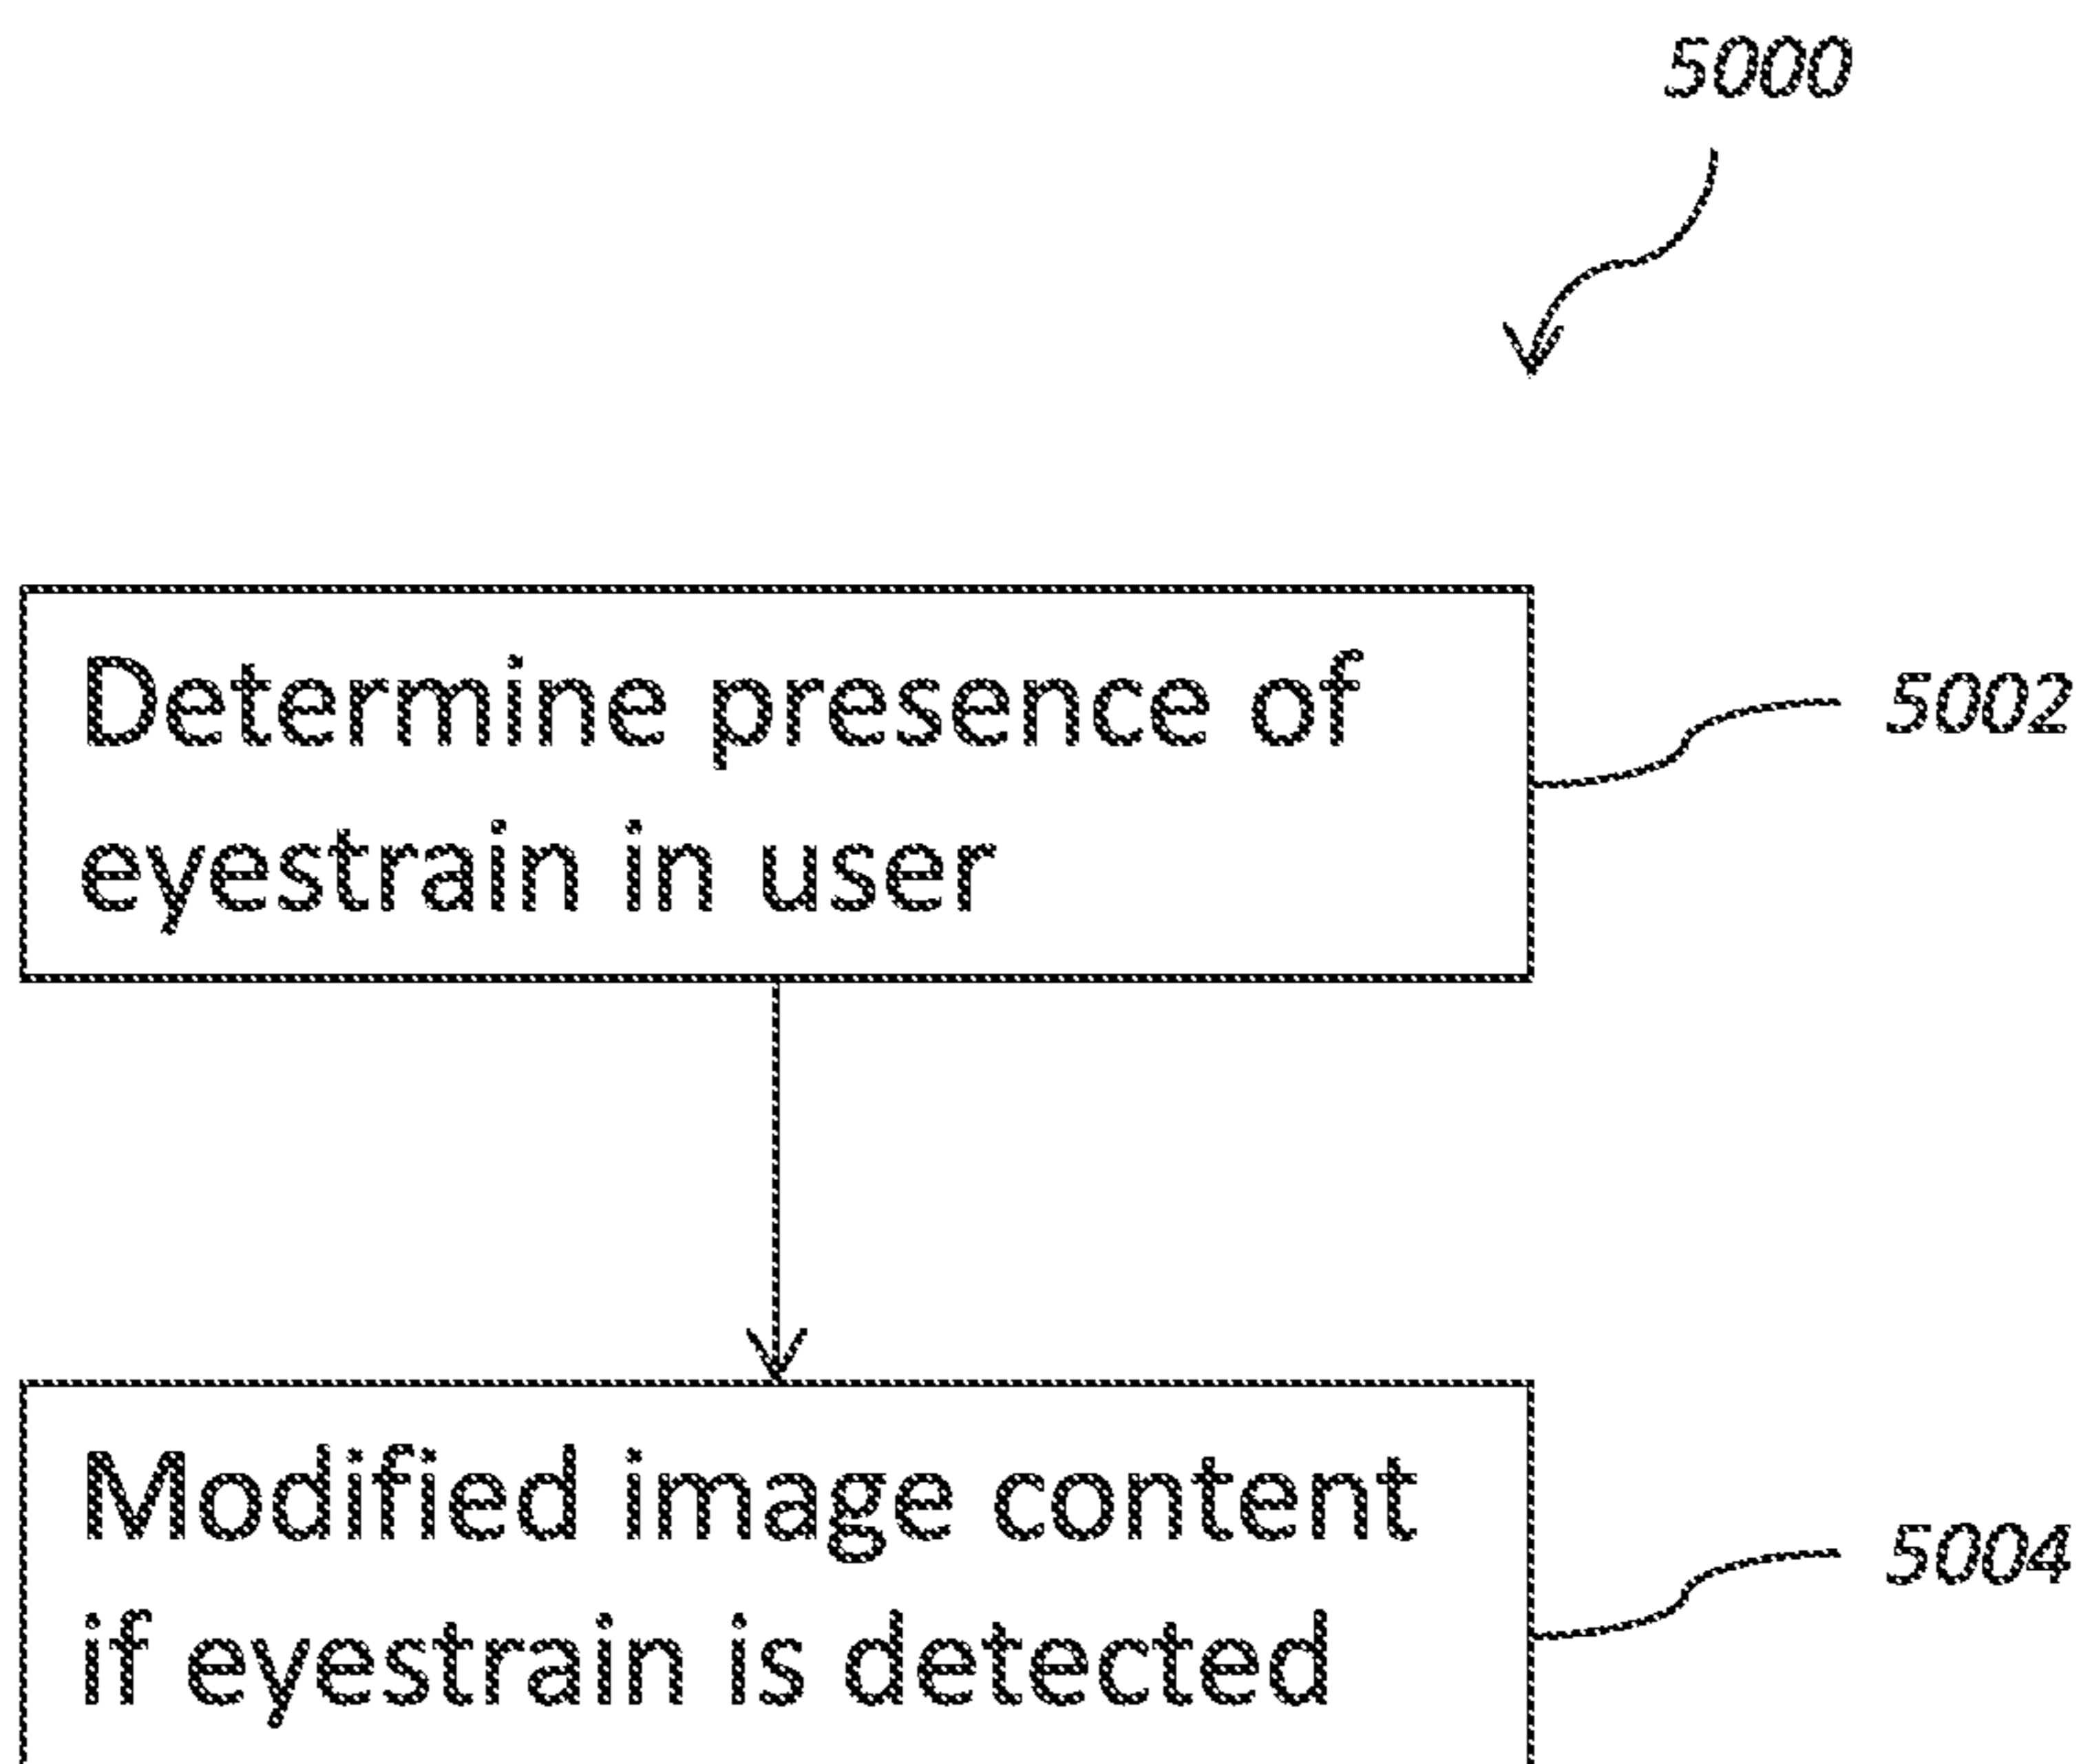 5000
Determine presence of
eyestrain in user
5002
Modified image content
if eyestrain is detected
5004